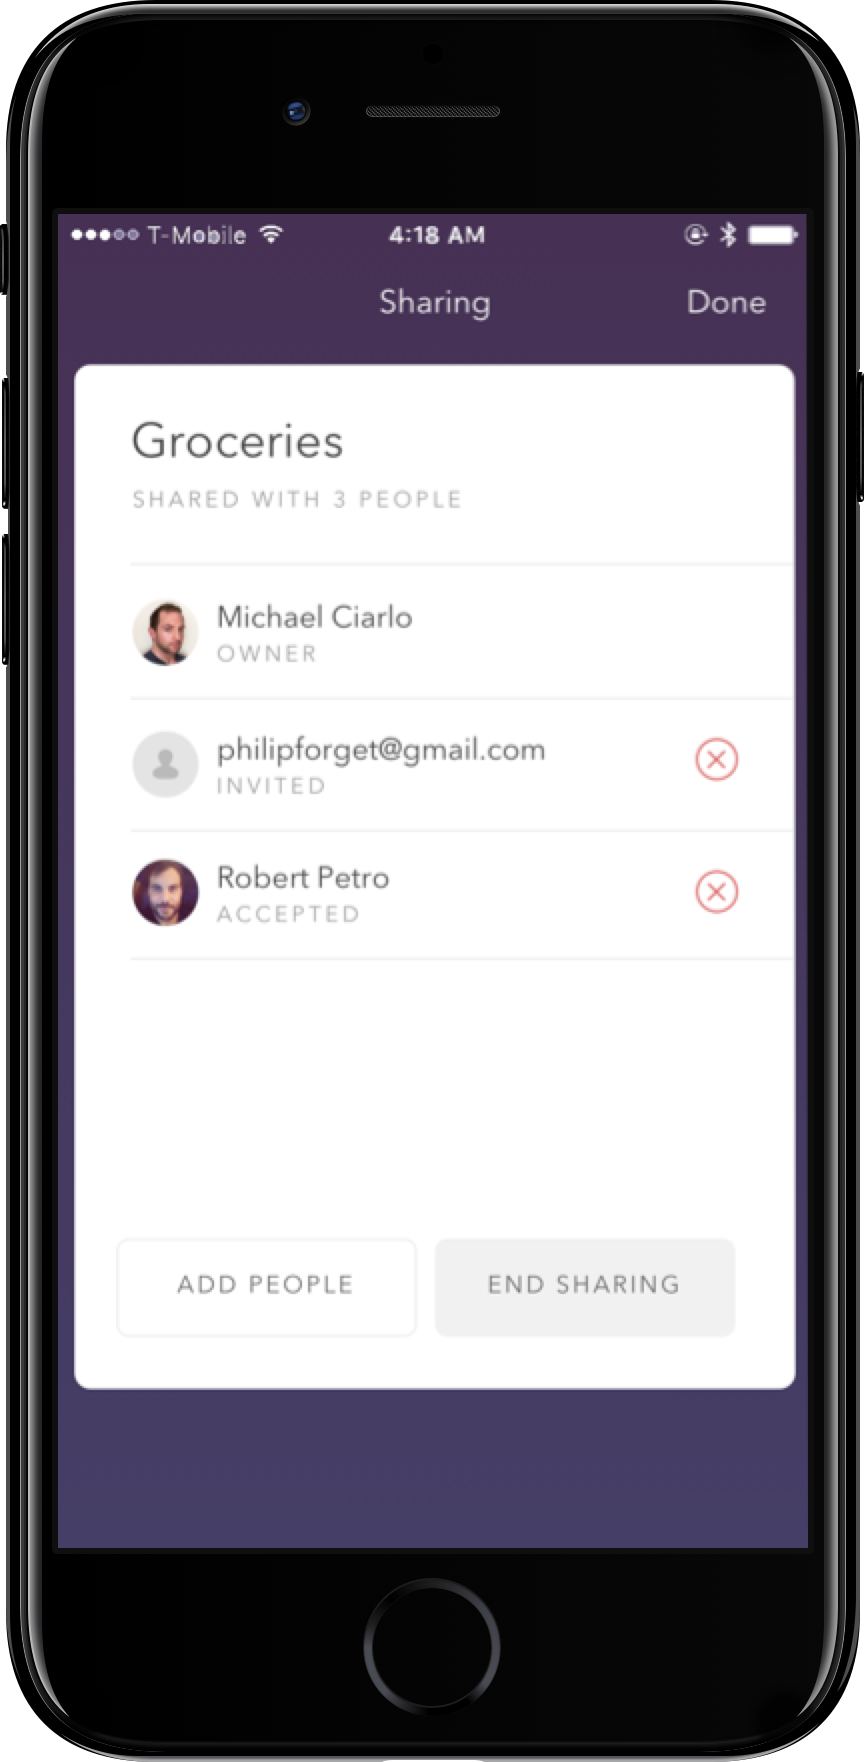 T-Mobile 4:18 AM
Sharing Done
Groceries
SHARED WITH 3 PEOPLE
Michael Ciarlo
OWNER
philipforget@gmail.com
INVITED
Robert Petro
ACCEPTED
ADD PEOPLE END SHARING